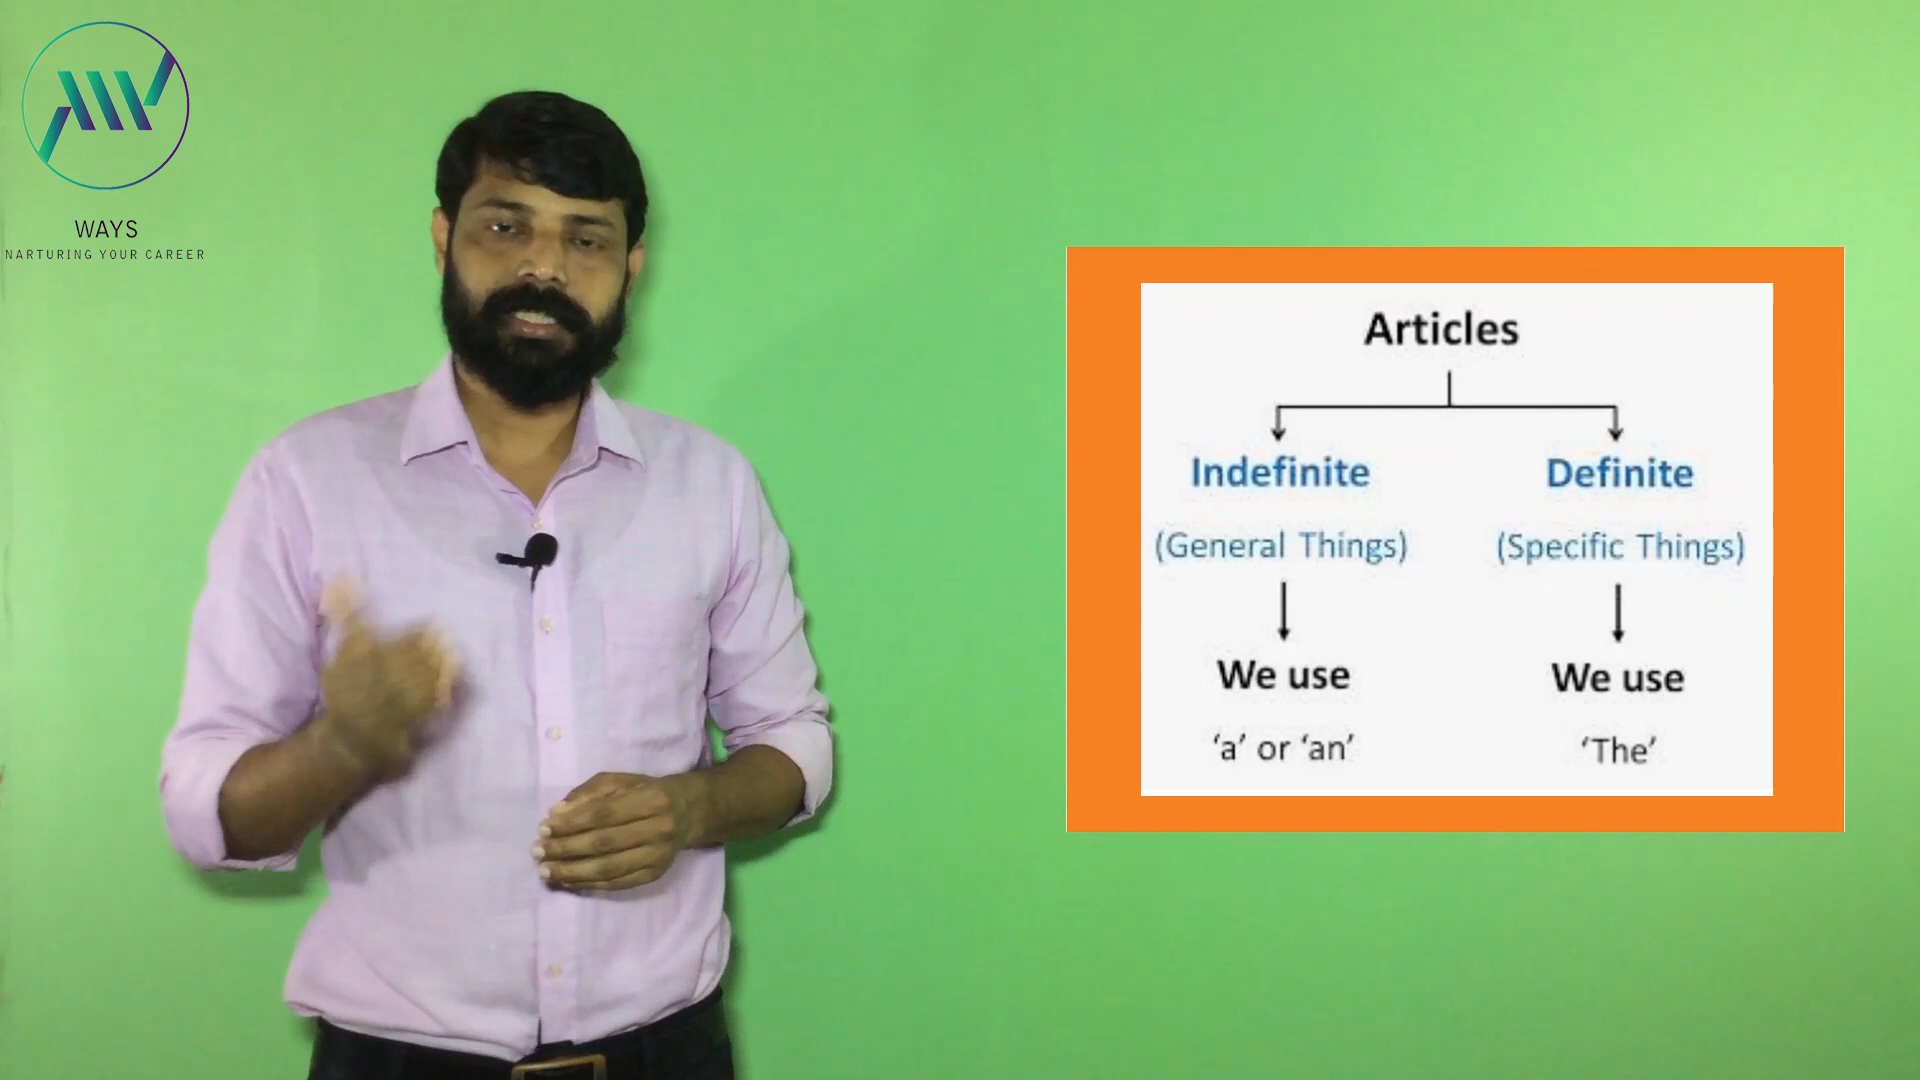 WAYS
NARTURING YOUR CAREER
Articles
Indefinite Definite
(General Things) (Specific Things)
We use We use
‘a’ or ‘an’ ‘The’